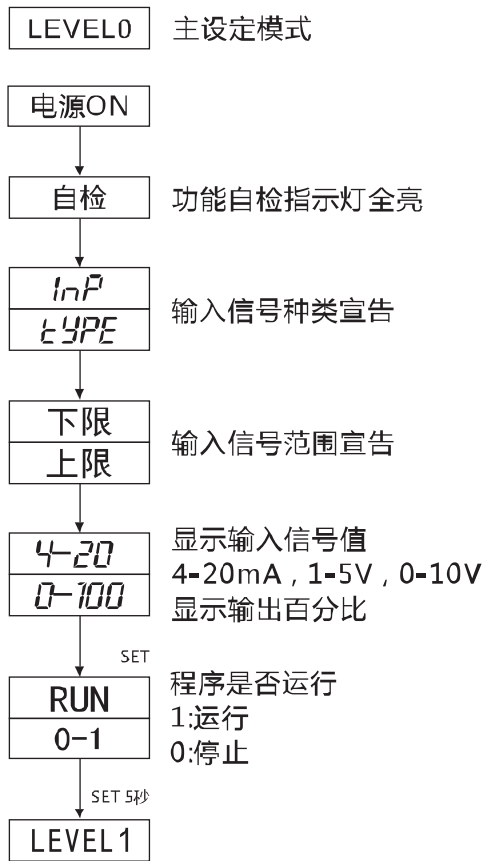 LEVEL0 主设定模式
电源ON
自检 功能自检指示灯全亮
InP
tYPE
输入信号种类宣告
下限
上限
输入信号范围宣告
4-20
0-100
显示输入信号值
4-20mA , 1-5V , 0-10V
显示输出百分比
SET
RUN
0-1
程序是否运行
1:运行
0:停止
SET 5秒
LEVEL1